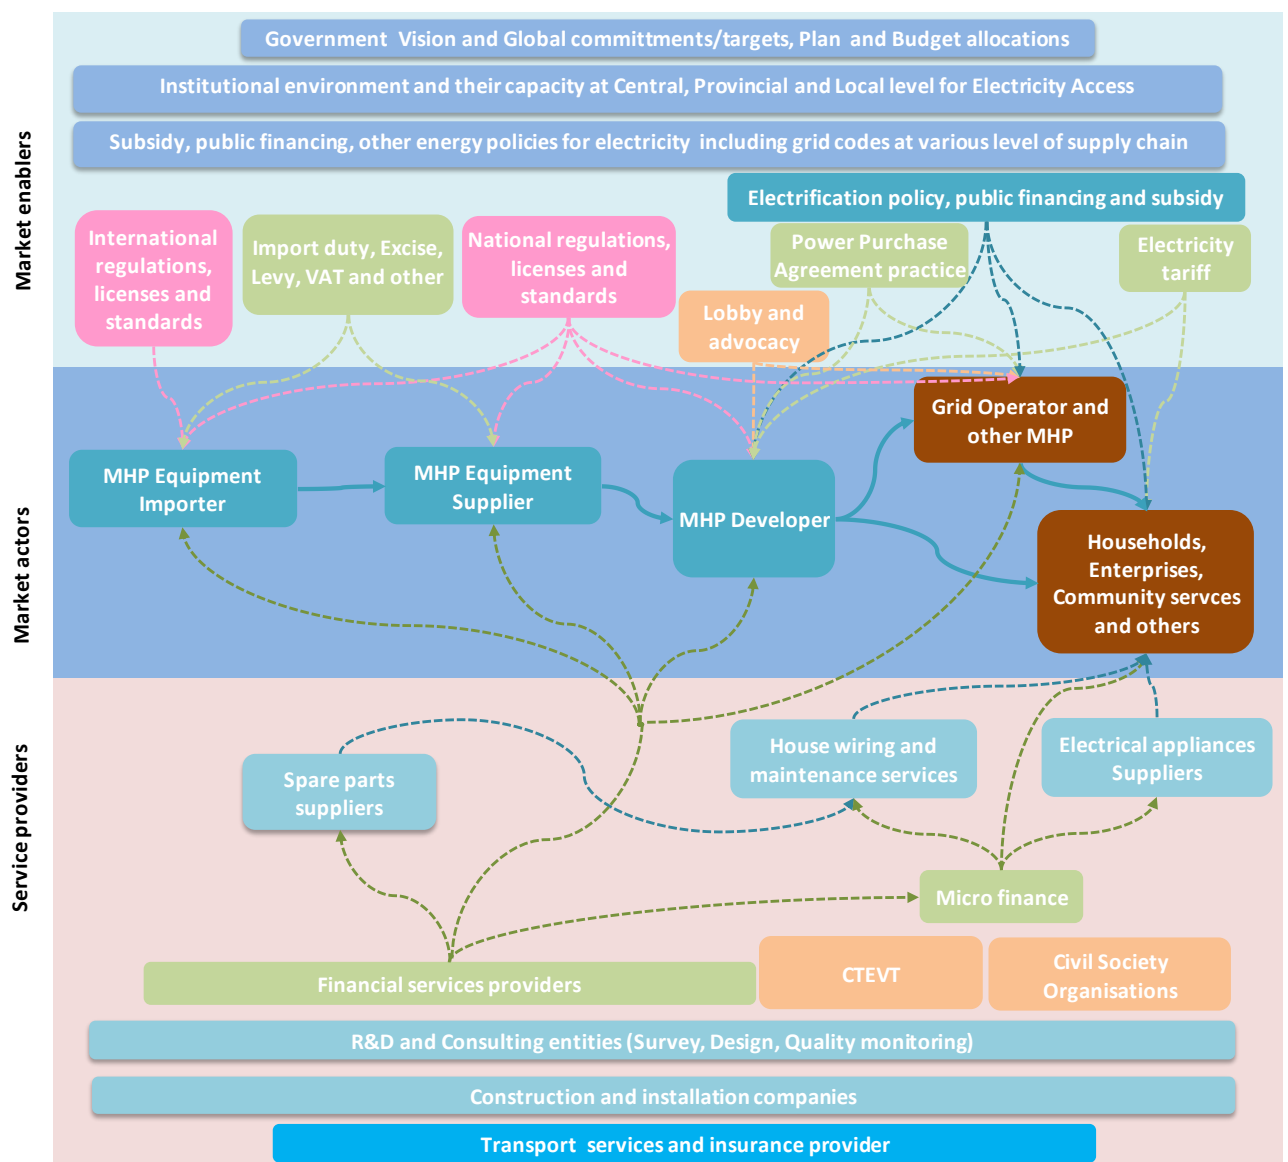 Government Vision and Global committments/targets, Plan and Budget allocations
Institutional environment and their capacity at Central, Provincial and Local level for Electricity Access
Subsidy, public financing, other energy policies for electricity including grid codes at various level of supply chain
Market enablers
Electrification policy, public financing and subsidy
International
regulations,
licenses and
standards
Import duty, Excise,
Levy, VAT and other
National regulations,
licenses and
standards
Power Purchase
Agreement practice
Electricity
tariff
Lobby and
advocacy
Market actors
Grid Operator and
other MHP
MHP Equipment
Importer
MHP Equipment
Supplier
MHP Developer
Households,
Enterprises,
Community servces
and others
Service providers
Spare parts
suppliers
House wiring and
maintenance services
Electrical appliances
Suppliers
Micro finance
Financial services providers
CTEVT
Civil Society
Organisations
R&D and Consulting entities (Survey, Design, Quality monitoring)
Construction and installation companies
Transport services and insurance provider